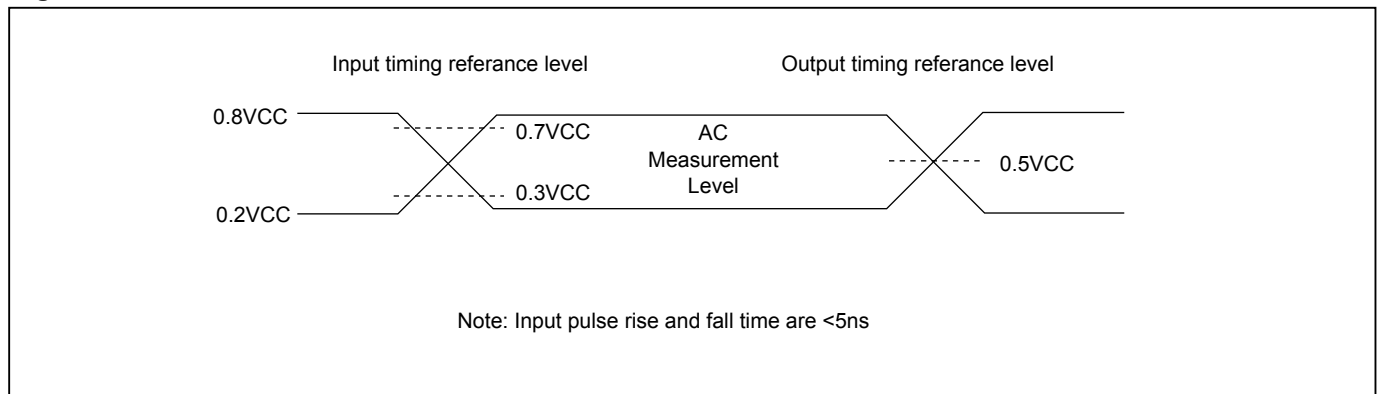 Input timing referance level
Output timing referance level
0.8VCC
0.7VCC
AC
Measurement
Level
0.5VCC
0.3VCC
0.2VCC
Note: Input pulse rise and fall time are <5ns